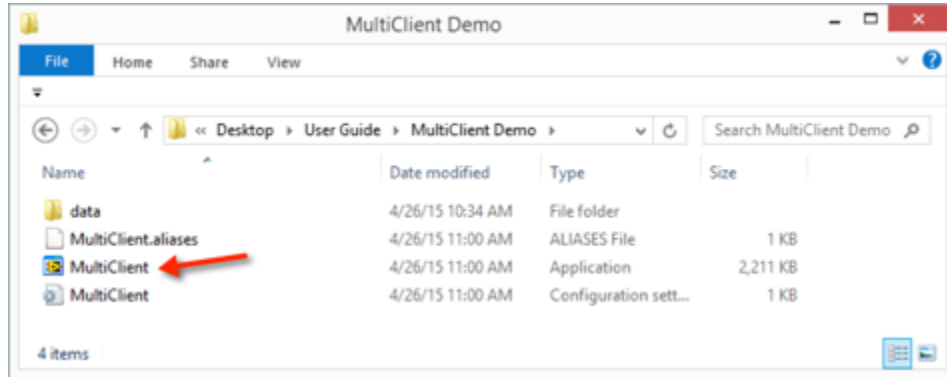 MultiClient Demo
File Home Share View
« Desktop User Guide MultiClient Demo Search MultiClient Demo
Name Date modified Type Size
data 4/26/15 10:34 AM File folder
MultiClient.aliases 4/26/15 11:00 AM ALIASES File 1 KB
MultiClient 4/26/15 11:00 AM Application 2,211 KB
MultiClient 4/26/15 11:00 AM Configuration sett... 1 KB
4 items